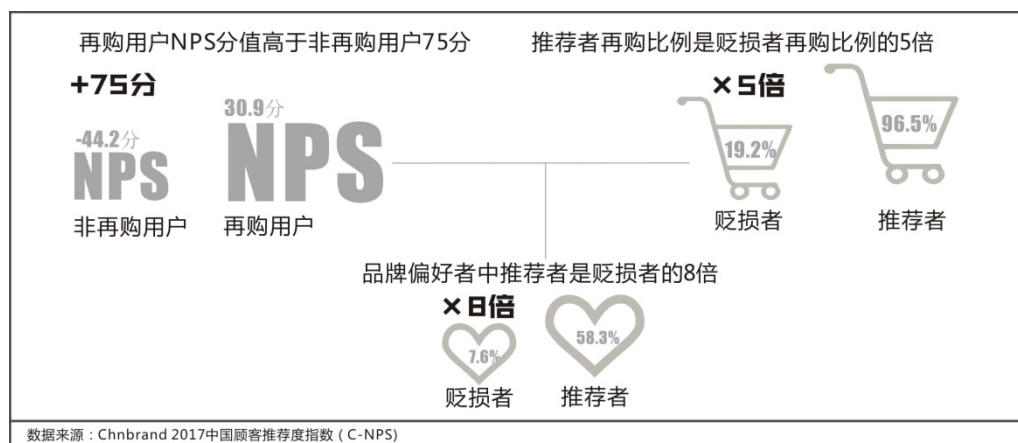 再购用户NPS分值高于非再购用户75分
+75分
-44.2分
NPS
非再购用户
30.9分
NPS
再购用户
推荐者再购比例是贬损者再购比例的5倍
×5倍
19.2%
贬损者
96.5%
推荐者
品牌偏好者中推荐者是贬损者的8倍
×8倍
7.6%
贬损者
58.3%
推荐者
数据来源：Chnbrand 2017中国顾客推荐度指数 ( C-NPS)